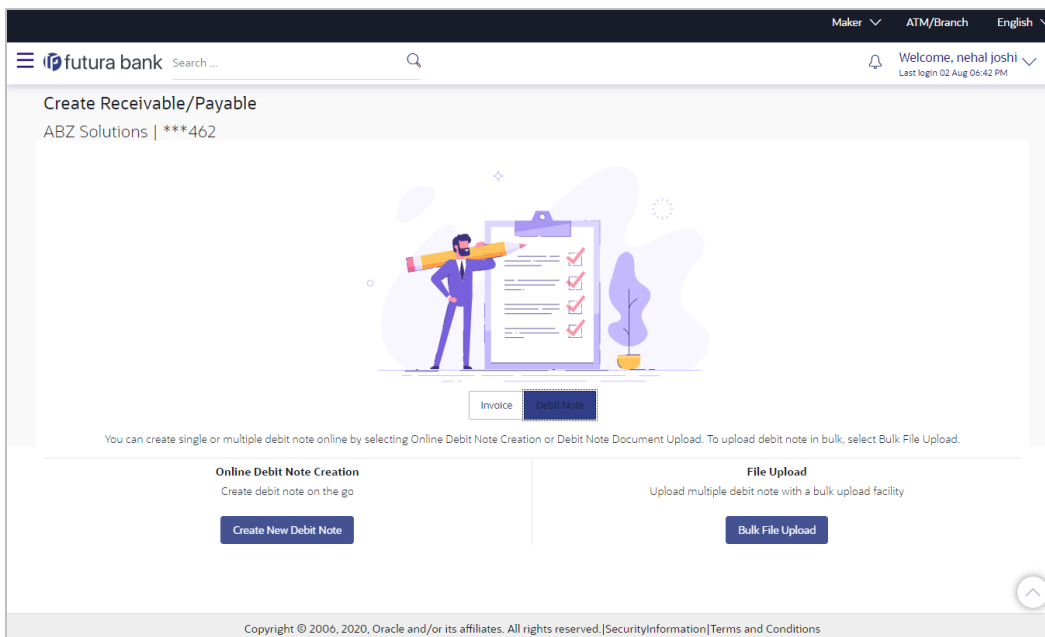 Maker ATM/Branch English
futura bank Search ... Welcome, nehal joshi
Last login 02 Aug 06:42 PM
Create Receivable/Payable
ABZ Solutions | ***462
Invoice Debit Note
You can create single or multiple debit note online by selecting Online Debit Note Creation or Debit Note Document Upload. To upload debit note in bulk, select Bulk File Upload.
Online Debit Note Creation File Upload
Create debit note on the go Upload multiple debit note with a bulk upload facility
Create New Debit Note Bulk File Upload
Copyright © 2006, 2020, Oracle and/or its affiliates. All rights reserved.|SecurityInformation|Terms and Conditions